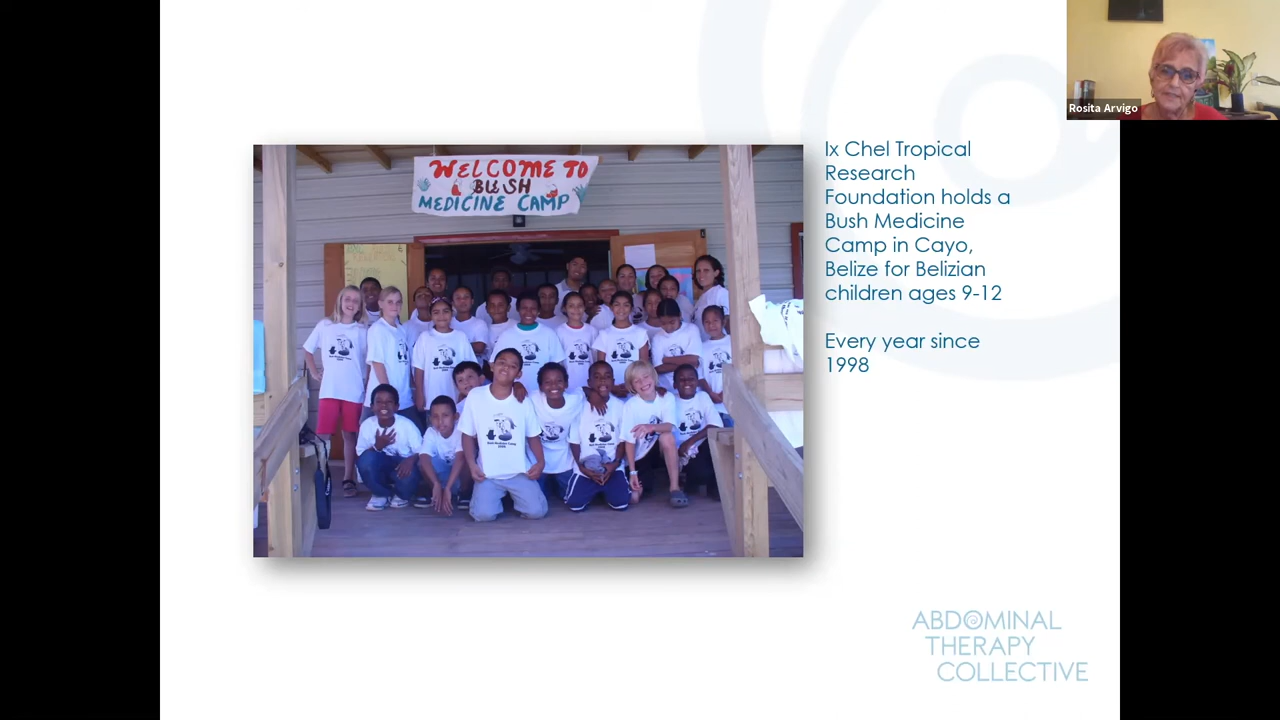 Rosita Arvigo
WELCOME TO
BUSH
MEDICINE CAMP
Ix Chel Tropical
Research
Foundation holds a
Bush Medicine
Camp in Cayo,
Belize for Belizian
children ages 9-12
Every year since
1998
ABDOMINAL
THERAPY
COLLECTIVE